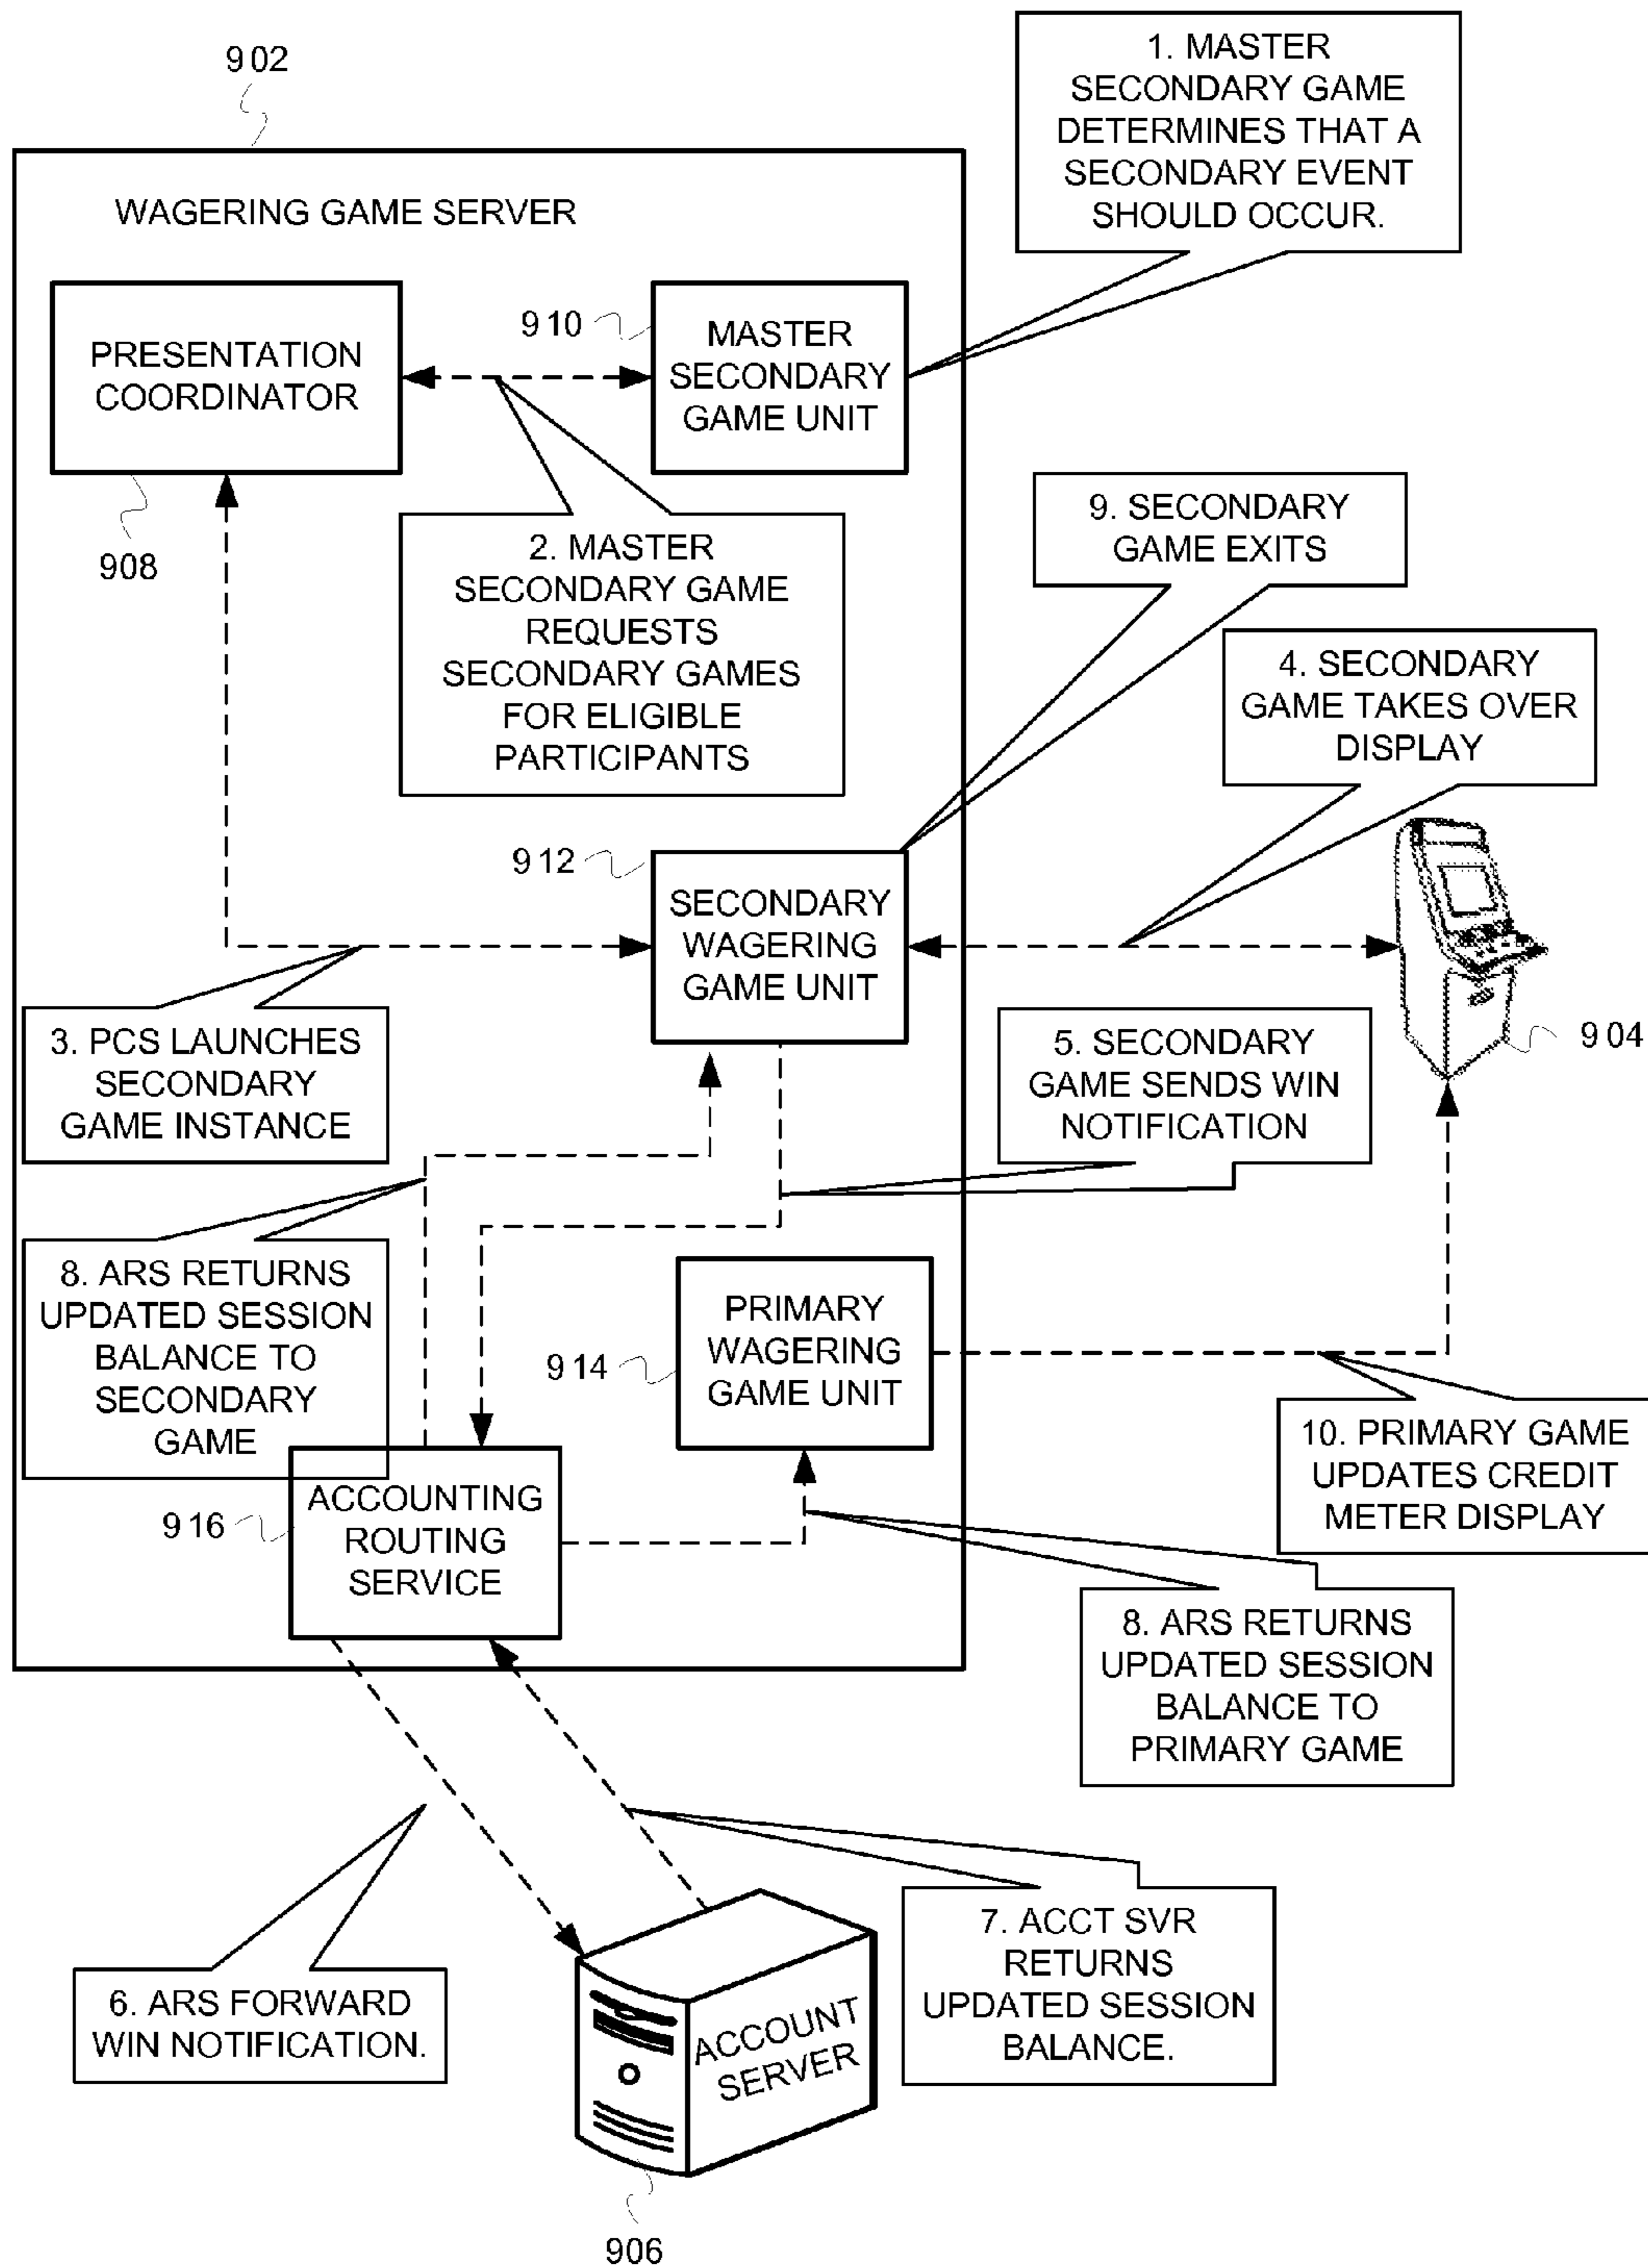 902
1. MASTER
SECONDARY GAME
DETERMINES THAT A
SECONDARY EVENT
SHOULD OCCUR.
WAGERING GAME SERVER
PRESENTATION
COORDINATOR
908
910
MASTER
SECONDARY
GAME UNIT
2. MASTER
SECONDARY GAME
REQUESTS
SECONDARY GAMES
FOR ELIGIBLE
PARTICIPANTS
9. SECONDARY
GAME EXITS
4. SECONDARY
GAME TAKES OVER
DISPLAY
912
SECONDARY
WAGERING
GAME UNIT
904
3. PCS LAUNCHES
SECONDARY
GAME INSTANCE
5. SECONDARY
GAME SENDS WIN
NOTIFICATION
8. ARS RETURNS
UPDATED SESSION
BALANCE TO
SECONDARY
GAME
914
PRIMARY
WAGERING
GAME UNIT
10. PRIMARY GAME
UPDATES CREDIT
METER DISPLAY
916
ACCOUNTING
ROUTING
SERVICE
8. ARS RETURNS
UPDATED SESSION
BALANCE TO
PRIMARY GAME
6. ARS FORWARD
WIN NOTIFICATION.
7. ACCT SVR
RETURNS
UPDATED SESSION
BALANCE.
ACCOUNT
SERVER
906